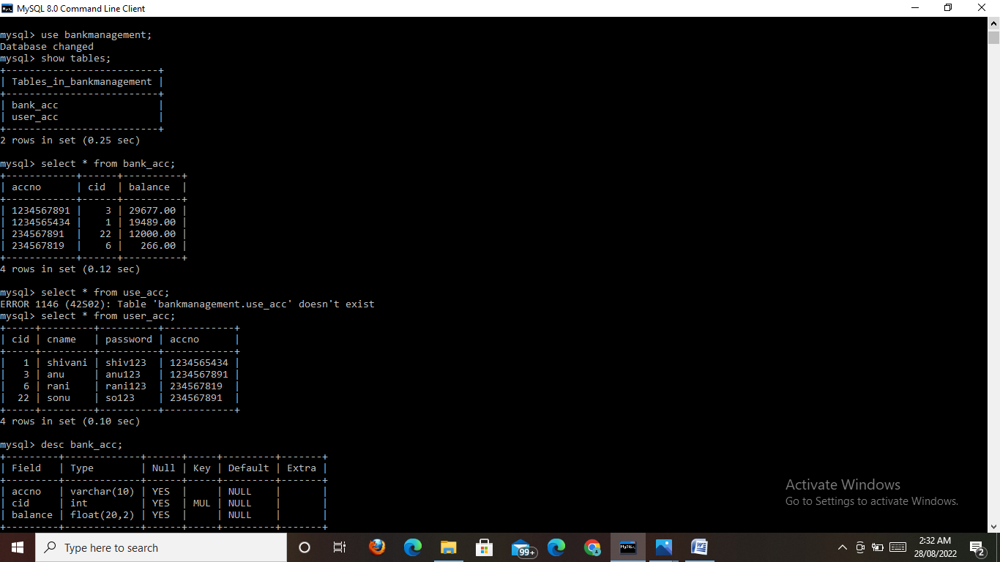 MySQL 8.0 Command Line Client
mysql> use bankmanagement;
Database changed
mysql> show tables;
+--------------------------+
| Tables_in_bankmanagement |
+--------------------------+
| bank_acc                 |
| user_acc                 |
+--------------------------+
2 rows in set (0.25 sec)
mysql> select * from bank_acc;
+------------+------+----------+
| accno      | cid  | balance  |
+------------+------+----------+
| 1234567891 |    3 | 29677.00 |
| 1234565434 |    1 | 19489.00 |
| 234567891  |   22 | 12000.00 |
| 234567819  |    6 |   266.00 |
+------------+------+----------+
4 rows in set (0.12 sec)
mysql> select * from use_acc;
ERROR 1146 (42S02): Table 'bankmanagement.use_acc' doesn't exist
mysql> select * from user_acc;
+-----+---------+----------+------------+
| cid | cname   | password | accno      |
+-----+---------+----------+------------+
|   1 | shivani | shiv123  | 1234565434 |
|   3 | anu     | anu123   | 1234567891 |
|   6 | rani    | rani123  | 234567819  |
|  22 | sonu    | so123    | 234567891  |
+-----+---------+----------+------------+
4 rows in set (0.10 sec)
mysql> desc bank_acc;
+---------+-------------+------+-----+---------+-------+
| Field   | Type        | Null | Key | Default | Extra |
+---------+-------------+------+-----+---------+-------+
| accno   | varchar(10) | YES  |     | NULL    |       |
| cid     | int         | YES  | MUL | NULL    |       |
| balance | float(20,2) | YES  |     | NULL    |       |
+---------+-------------+------+-----+---------+-------+
Activate Windows
Go to Settings to activate Windows.
Type here to search
99+
MySQL
2:32 AM
28/08/2022
2